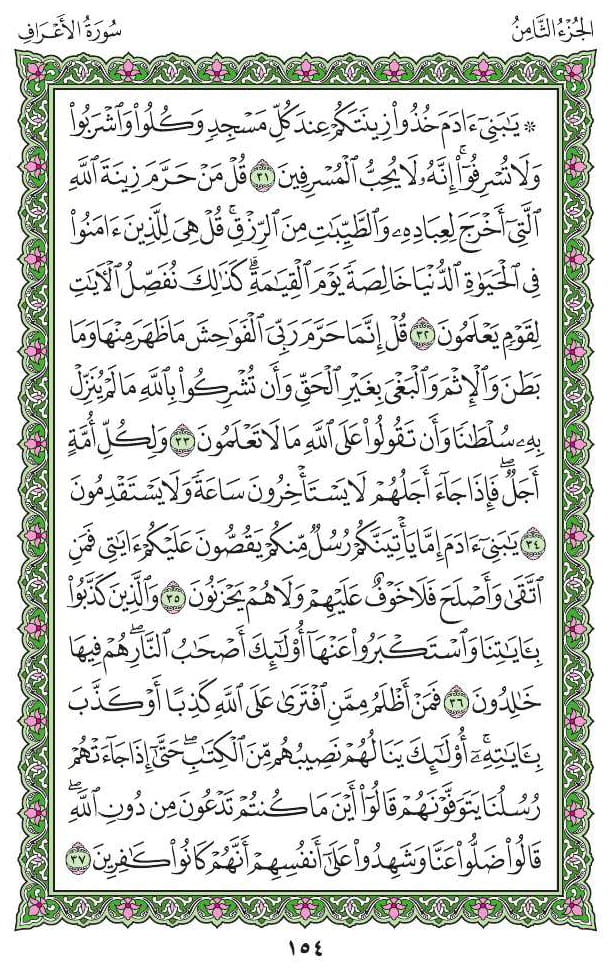 الجُزْءُ الثَّامِنُ
سُورَةُ الأَعْرَافِ
۞ يَٰبَنِىٓ ءَادَمَ خُذُوا۟ زِينَتَكُمْ عِندَ كُلِّ مَسْجِدٍ وَكُلُوا۟ وَٱشْرَبُوا۟
وَلَا تُسْرِفُوٓا۟ ۚ إِنَّهُۥ لَا يُحِبُّ ٱلْمُسْرِفِينَ ٣١ قُلْ مَنْ حَرَّمَ زِينَةَ ٱللَّهِ
ٱلَّتِىٓ أَخْرَجَ لِعِبَادِهِۦ وَٱلطَّيِّبَٰتِ مِنَ ٱلرِّزْقِ ۚ قُلْ هِىَ لِلَّذِينَ ءَامَنُوا۟
فِى ٱلْحَيَوٰةِ ٱلدُّنْيَا خَالِصَةً يَوْمَ ٱلْقِيَٰمَةِ ۗ كَذَٰلِكَ نُفَصِّلُ ٱلْءَايَٰتِ
لِقَوْمٍ يَعْلَمُونَ ٣٢ قُلْ إِنَّمَا حَرَّمَ رَبِّىَ ٱلْفَوَٰحِشَ مَا ظَهَرَ مِنْهَا وَمَا
بَطَنَ وَٱلْإِثْمَ وَٱلْبَغْىَ بِغَيْرِ ٱلْحَقِّ وَأَن تُشْرِكُوا۟ بِٱللَّهِ مَا لَمْ يُنَزِّلْ
بِهِۦ سُلْطَٰنًا وَأَن تَقُولُوا۟ عَلَى ٱللَّهِ مَا لَا تَعْلَمُونَ ٣٣ وَلِكُلِّ أُمَّةٍ
أَجَلٌ ۖ فَإِذَا جَآءَ أَجَلُهُمْ لَا يَسْتَأْخِرُونَ سَاعَةً وَلَا يَسْتَقْدِمُونَ
٣٤ يَٰبَنِىٓ ءَادَمَ إِمَّا يَأْتِيَنَّكُمْ رُسُلٌ مِّنكُمْ يَقُصُّونَ عَلَيْكُمْ ءَايَٰتِى فَمَنِ
ٱتَّقَىٰ وَأَصْلَحَ فَلَا خَوْفٌ عَلَيْهِمْ وَلَا هُمْ يَحْزَنُونَ ٣٥ وَٱلَّذِينَ كَذَّبُوا۟
بِـَٔايَٰتِنَا وَٱسْتَكْبَرُوا۟ عَنْهَآ أُو۟لَٰٓئِكَ أَصْحَٰبُ ٱلنَّارِ ۖ هُمْ فِيهَا
خَٰلِدُونَ ٣٦ فَمَنْ أَظْلَمُ مِمَّنِ ٱفْتَرَىٰ عَلَى ٱللَّهِ كَذِبًا أَوْ كَذَّبَ
بِـَٔايَٰتِهِۦٓ ۚ أُو۟لَٰٓئِكَ يَنَالُهُمْ نَصِيبُهُم مِّنَ ٱلْكِتَٰبِ ۖ حَتَّىٰٓ إِذَا جَآءَتْهُمْ
رُسُلُنَا يَتَوَفَّوْنَهُمْ قَالُوٓا۟ أَيْنَ مَا كُنتُمْ تَدْعُونَ مِن دُونِ ٱللَّهِ ۖ
قَالُوا۟ ضَلُّوا۟ عَنَّا وَشَهِدُوا۟ عَلَىٰٓ أَنفُسِهِمْ أَنَّهُمْ كَانُوا۟ كَٰفِرِينَ ٣٧
١٥٤